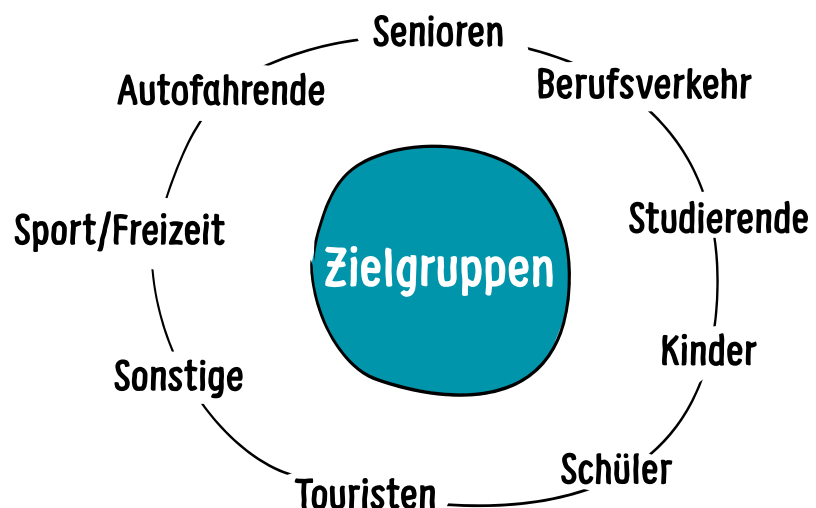 Senioren
Berufsverkehr
Autofahrende
Studierende
Sport/Freizeit
Zielgruppen
Kinder
Sonstige
Schüler
Touristen